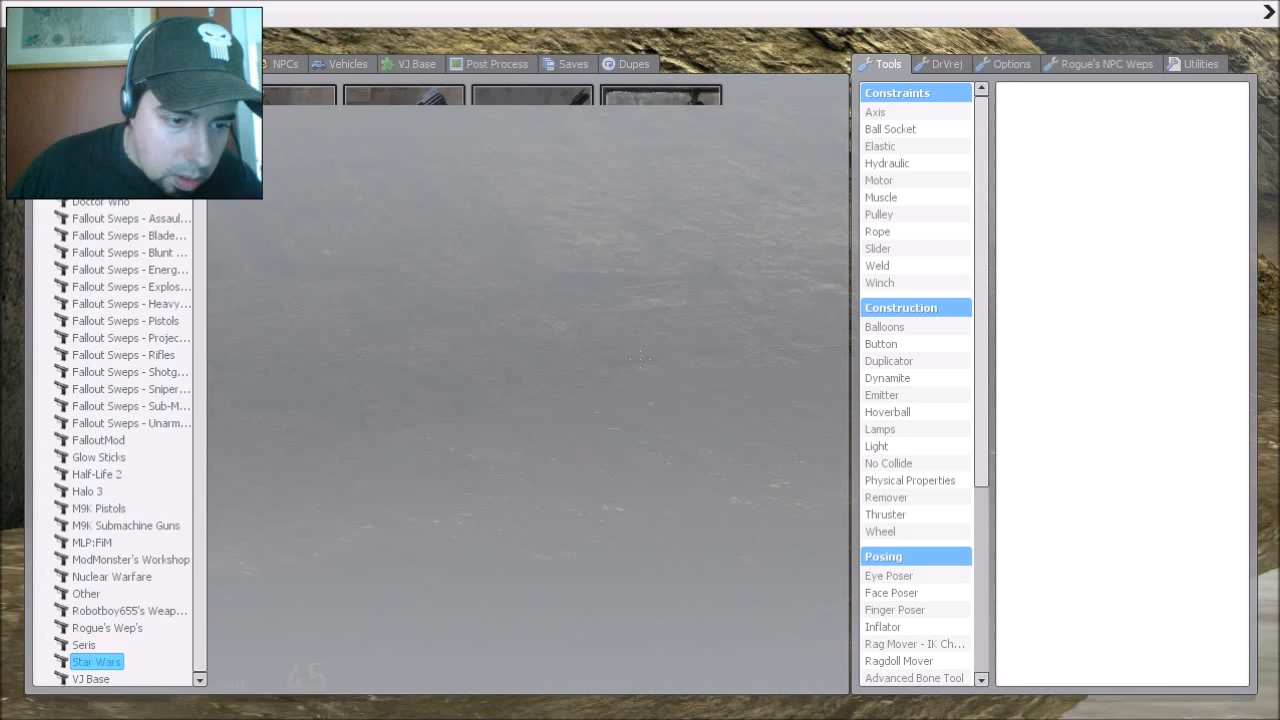 NPCs
Vehicles
VJ Base
Post Process
Saves
Dupes
Tools
DrVrej
Options
Rogue's NPC Weps
Utilities
Doctor Who
Fallout Sweps - Assaul...
Fallout Sweps - Blade...
Fallout Sweps - Blunt ...
Fallout Sweps - Energ...
Fallout Sweps - Explos...
Fallout Sweps - Heavy...
Fallout Sweps - Pistols
Fallout Sweps - Projec...
Fallout Sweps - Rifles
Fallout Sweps - Shotg...
Fallout Sweps - Sniper...
Fallout Sweps - Sub-M...
Fallout Sweps - Unarm...
FalloutMod
Glow Sticks
Half-Life 2
Halo 3
M9K Pistols
M9K Submachine Guns
MLP:FiM
ModMonster's Workshop
Nuclear Warfare
Other
Robotboy655's Weap...
Rogue's Wep's
Seris
Star Wars
VJ Base
45
Constraints
Axis
Ball Socket
Elastic
Hydraulic
Motor
Muscle
Pulley
Rope
Slider
Weld
Winch
Construction
Balloons
Button
Duplicator
Dynamite
Emitter
Hoverball
Lamps
Light
No Collide
Physical Properties
Remover
Thruster
Wheel
Posing
Eye Poser
Face Poser
Finger Poser
Inflator
Rag Mover - IK Ch...
Ragdoll Mover
Advanced Bone Tool